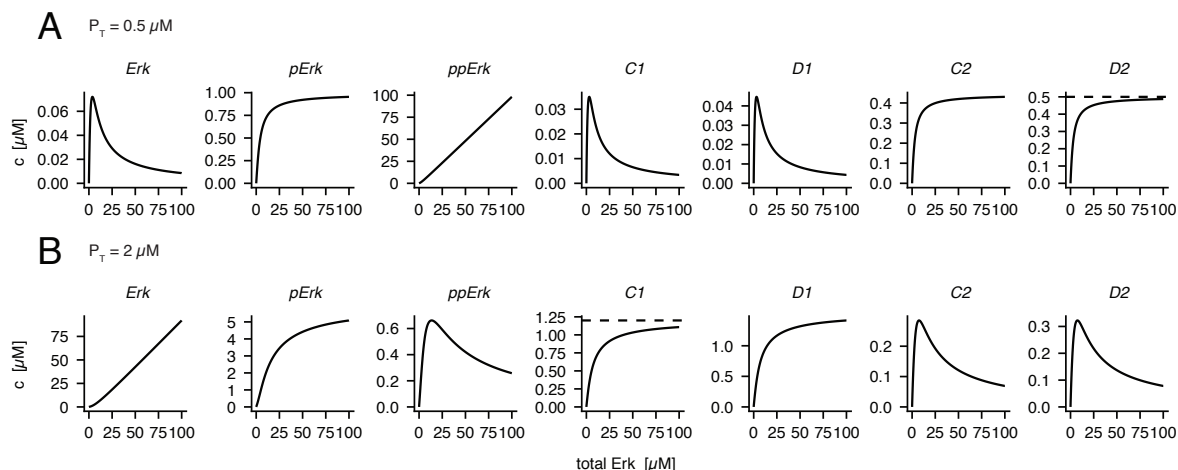 A P_T = 0.5 µM
Erk pErk ppErk C1 D1 C2 D2
c [µM]
0.06 0.04 0.02 0.00
1.00 0.75 0.50 0.25 0.00
100 75 50 25 0
0.03 0.02 0.01 0.00
0.04 0.03 0.02 0.01 0.00
0.4 0.3 0.2 0.1 0.0
0.5 0.4 0.3 0.2 0.1 0.0
0 25 50 75 100 0 25 50 75 100 0 25 50 75 100 0 25 50 75 100 0 25 50 75 100 0 25 50 75 100 0 25 50 75 100
B P_T = 2 µM
Erk pErk ppErk C1 D1 C2 D2
c [µM]
75 50 25 0
5 4 3 2 1 0
0.6 0.4 0.2 0.0
1.25 1.00 0.75 0.50 0.25 0.00
1.0 0.5 0.0
0.2 0.1 0.0
0.3 0.2 0.1 0.0
0 25 50 75 100 0 25 50 75 100 0 25 50 75 100 0 25 50 75 100 0 25 50 75 100 0 25 50 75 100 0 25 50 75 100
total Erk [µM]